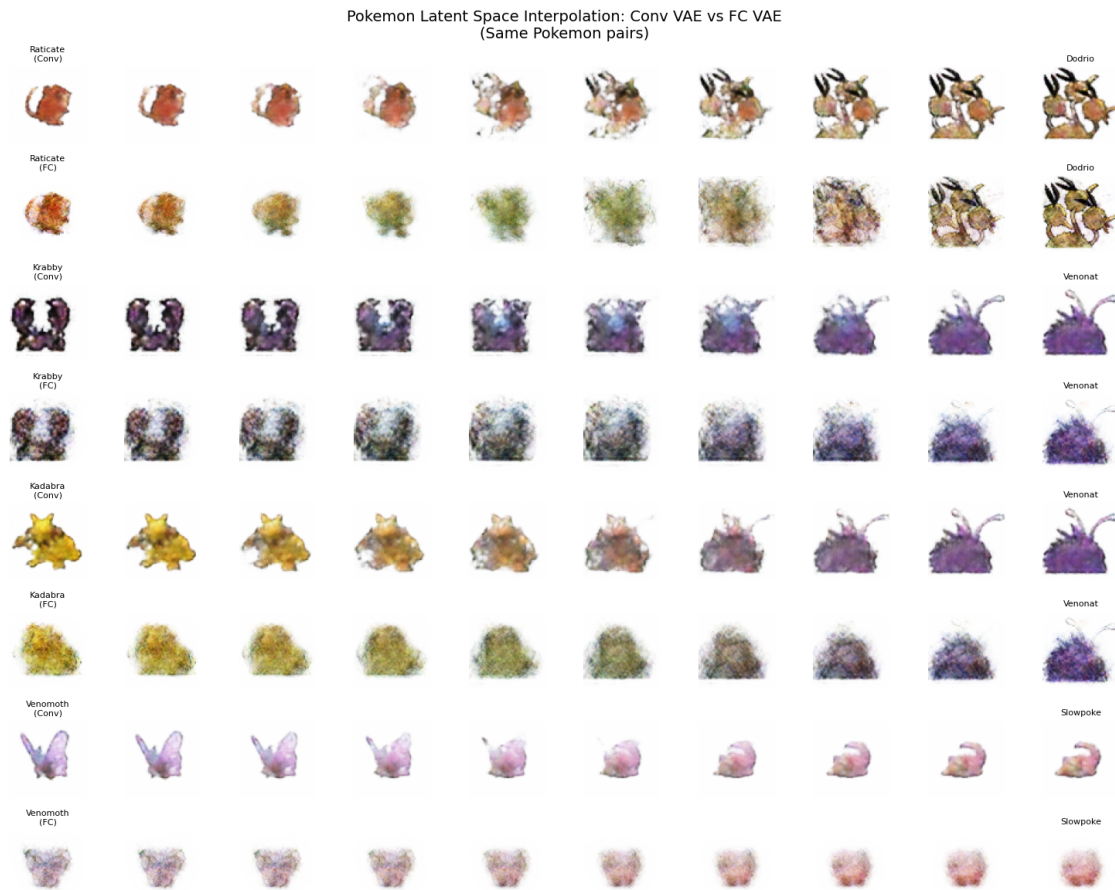 Pokemon Latent Space Interpolation: Conv VAE vs FC VAE
(Same Pokemon pairs)
Raticate
(Conv)
Dodrio
Raticate
(FC)
Dodrio
Krabby
(Conv)
Venonat
Krabby
(FC)
Venonat
Kadabra
(Conv)
Venonat
Kadabra
(FC)
Venonat
Venomoth
(Conv)
Slowpoke
Venomoth
(FC)
Slowpoke